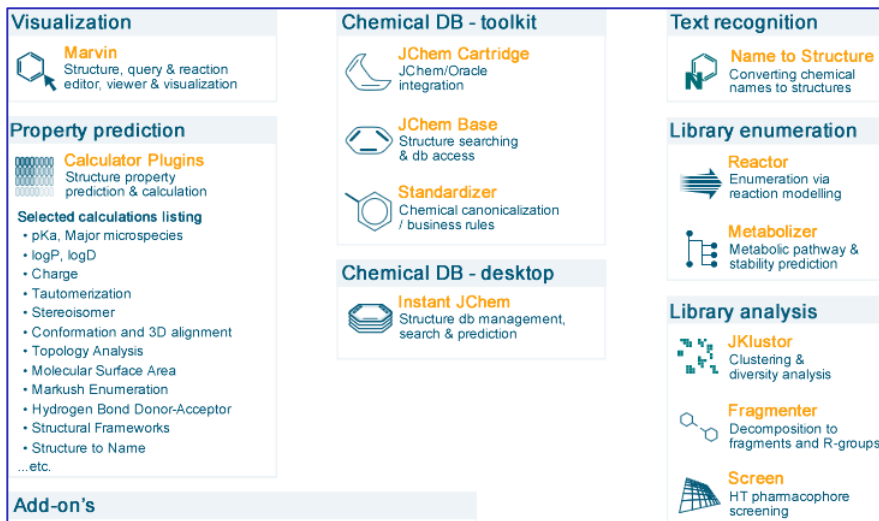 Visualization
Marvin
Structure, query & reaction
editor, viewer & visualization
Property prediction
Calculator Plugins
Structure property
prediction & calculation
Selected calculations listing
• pKa, Major microspecies
• logP, logD
• Charge
• Tautomerization
• Stereoisomer
• Conformation and 3D alignment
• Topology Analysis
• Molecular Surface Area
• Markush Enumeration
• Hydrogen Bond Donor-Acceptor
• Structural Frameworks
• Structure to Name
...etc.
Add-on's
Chemical DB - toolkit
JChem Cartridge
JChem/Oracle
integration
JChem Base
Structure searching
& db access
Standardizer
Chemical canonicalization
/ business rules
Chemical DB - desktop
Instant JChem
Structure db management,
search & prediction
Text recognition
N
Name to Structure
Converting chemical
names to structures
Library enumeration
Reactor
Enumeration via
reaction modelling
Metabolizer
Metabolic pathway &
stability prediction
Library analysis
JKlustor
Clustering &
diversity analysis
Fragmenter
Decomposition to
fragments and R-groups
Screen
HT pharmacophore
screening